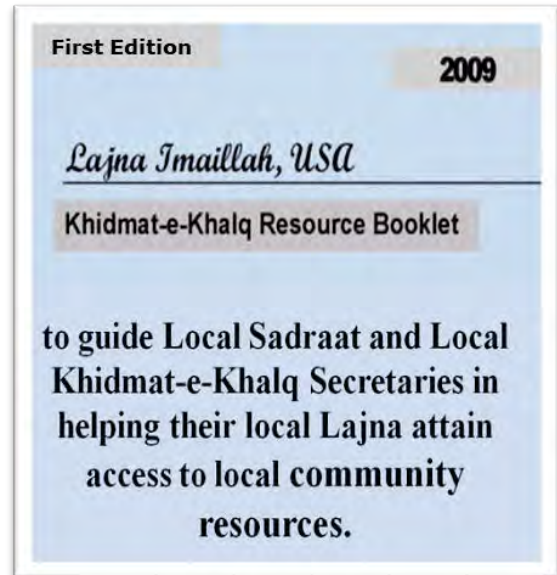 First Edition
2009
Lajna Imaillah, USA
Khidmat-e-Khalq Resource Booklet
to guide Local Sadraat and Local
Khidmat-e-Khalq Secretaries in
helping their local Lajna attain
access to local community
resources.